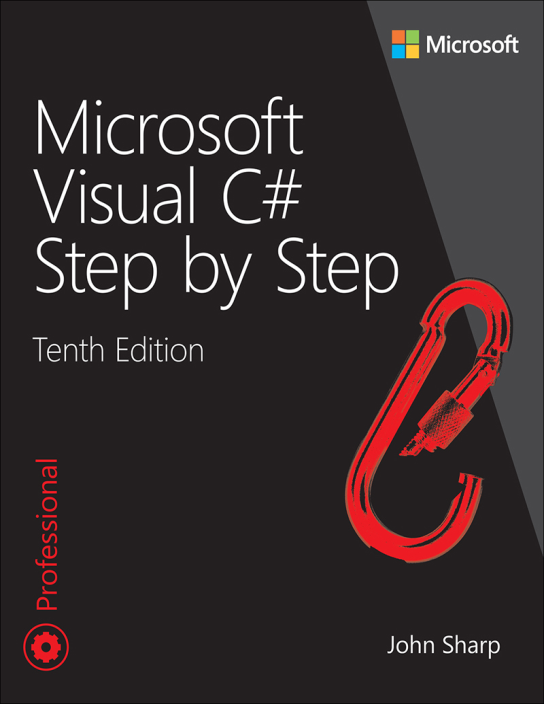 Microsoft
Microsoft
Visual C#
Step by Step
Tenth Edition
Professional
John Sharp